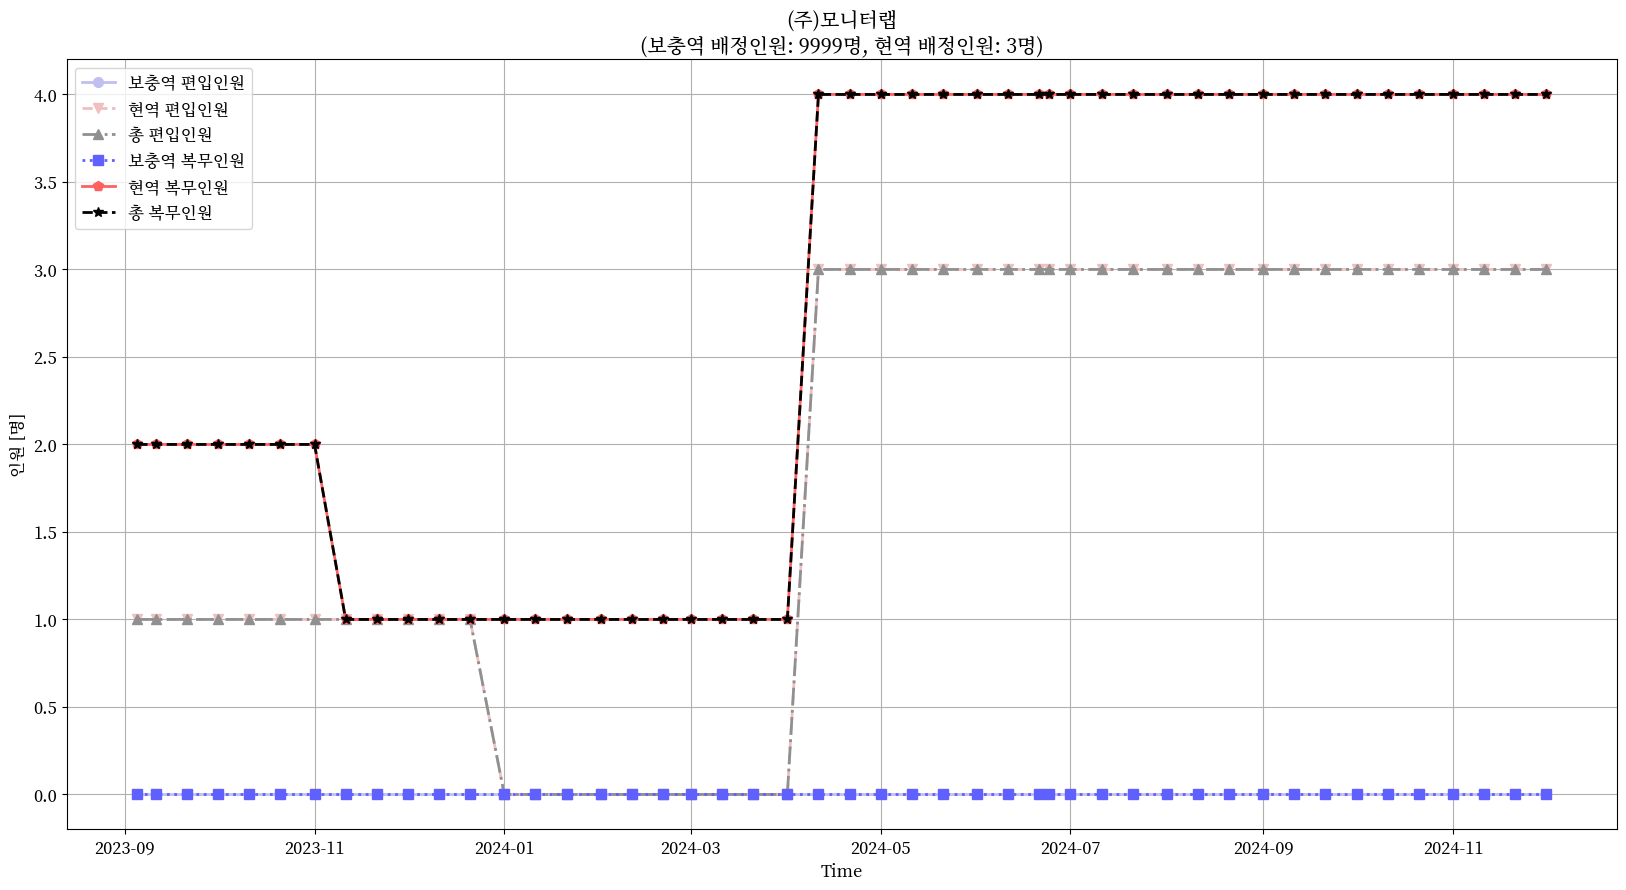 (주)모니터랩
(보충역 배정인원: 9999명, 현역 배정인원: 3명)
보충역 편입인원
현역 편입인원
총 편입인원
보충역 복무인원
현역 복무인원
총 복무인원
4.0
3.5
3.0
2.5
2.0
1.5
1.0
0.5
0.0
인원 [명]
2023-09 2023-11 2024-01 2024-03 2024-05 2024-07 2024-09 2024-11
Time